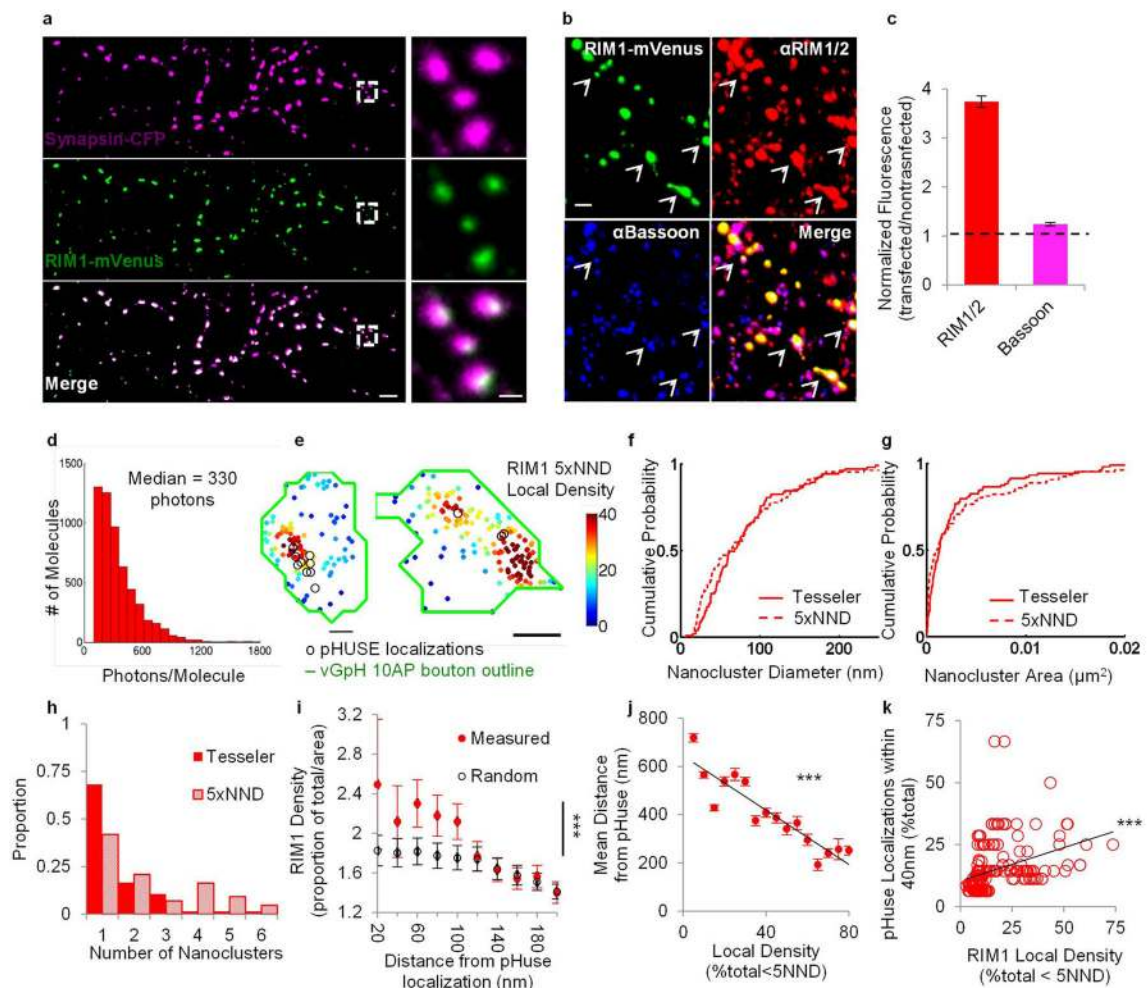 a
Synapsin-CFP
RIM1-mVenus
Merge
b
RIM1-mVenus
αRIM1/2
αBassoon
Merge
c
Normalized Fluorescence
(transfected/nontrasnfected)
4
3
2
1
0
RIM1/2
Bassoon
d
Median = 330
photons
# of Molecules
1500
1000
500
0
0
600
1200
1800
Photons/Molecule
e
RIM1 5xNND
Local Density
40
20
0
o pHUSE localizations
– vGpH 10AP bouton outline
f
Cumulative Probability
1
0.5
0
Tesseler
5xNND
0
100
200
Nanocluster Diameter (nm)
g
Cumulative Probability
1
0.5
0
Tesseler
5xNND
0
0.01
0.02
Nanocluster Area (µm²)
h
Proportion
1
0.75
0.5
0.25
0
Tesseler
5xNND
1 2 3 4 5 6
Number of Nanoclusters
i
RIM1 Density
(proportion of total/area)
3.2
2.8
2.4
2
1.6
1.2
Measured
Random
***
20
60
100
140
180
Distance from pHuse
localization (nm)
j
Mean Distance
from pHuse (nm)
800
600
400
200
0
***
0
40
80
Local Density
(%total<5NND)
k
pHuse Localizations within
40nm (%total)
75
50
25
0
***
0
25
50
75
RIM1 Local Density
(%total < 5NND)